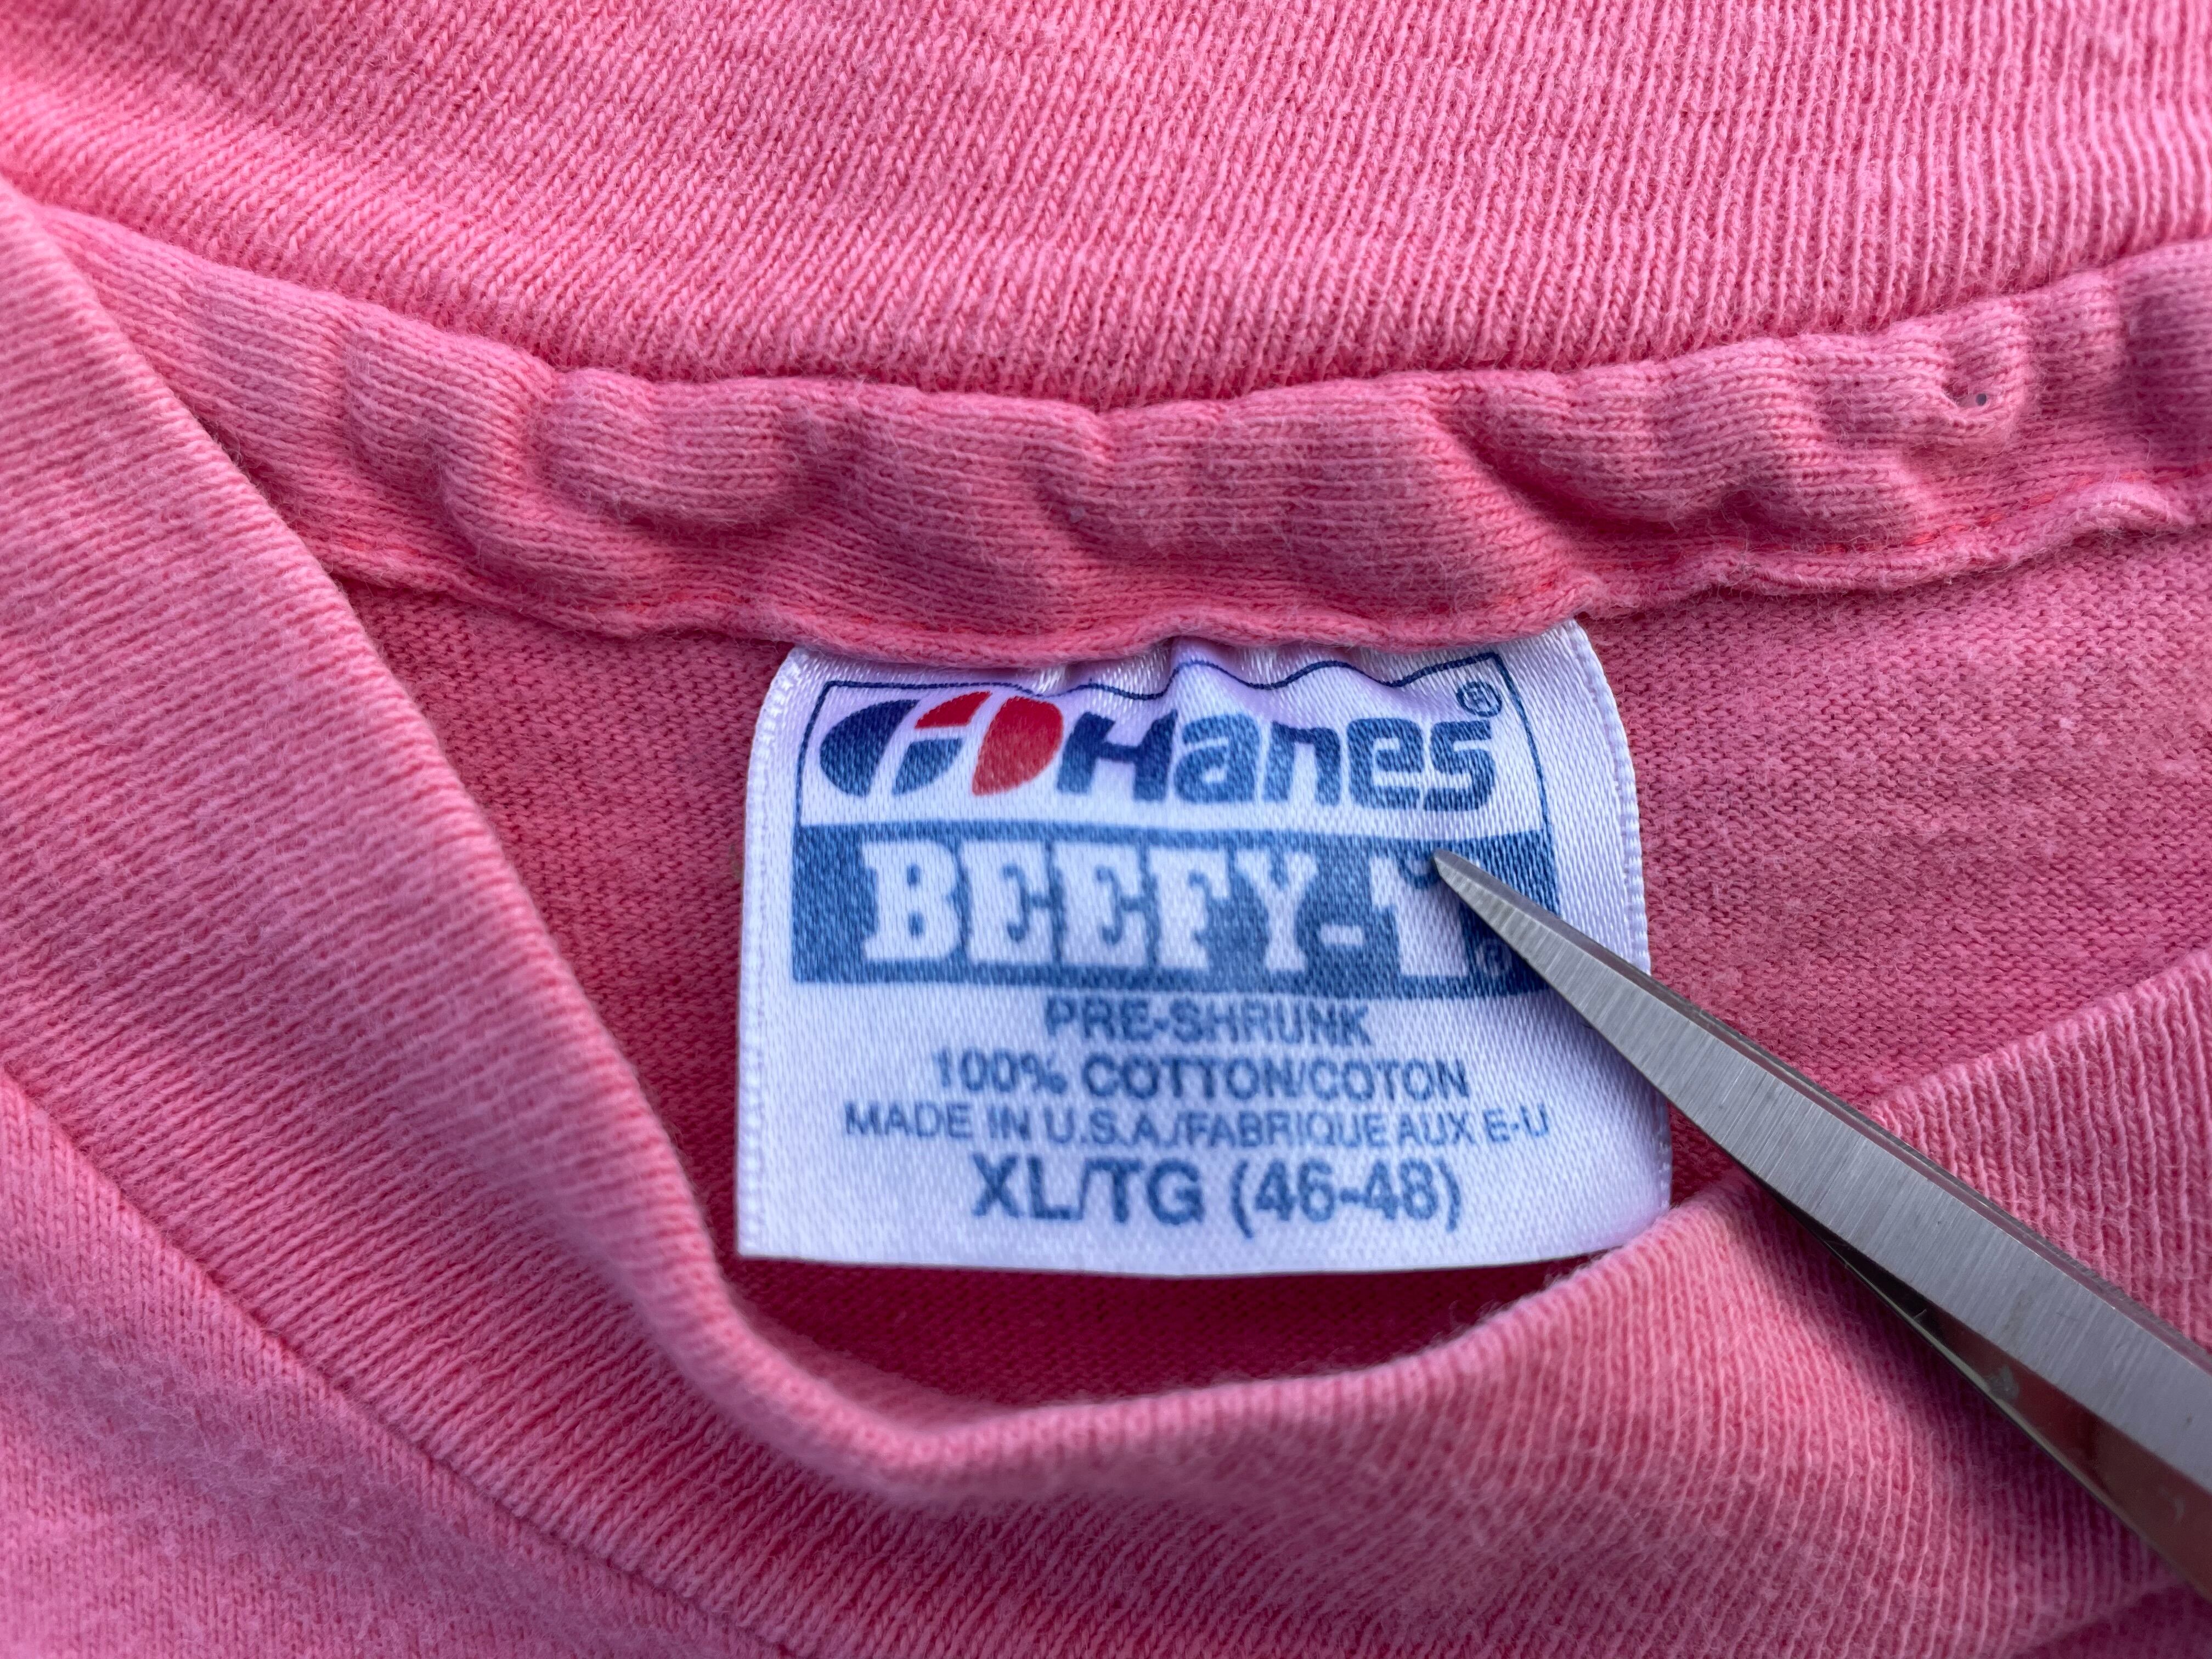 Hanes®
BEEFY-T®
PRE-SHRUNK
100% COTTON/COTON
MADE IN U.S.A./FABRIQUE AUX E-U
XL/TG (46-48)